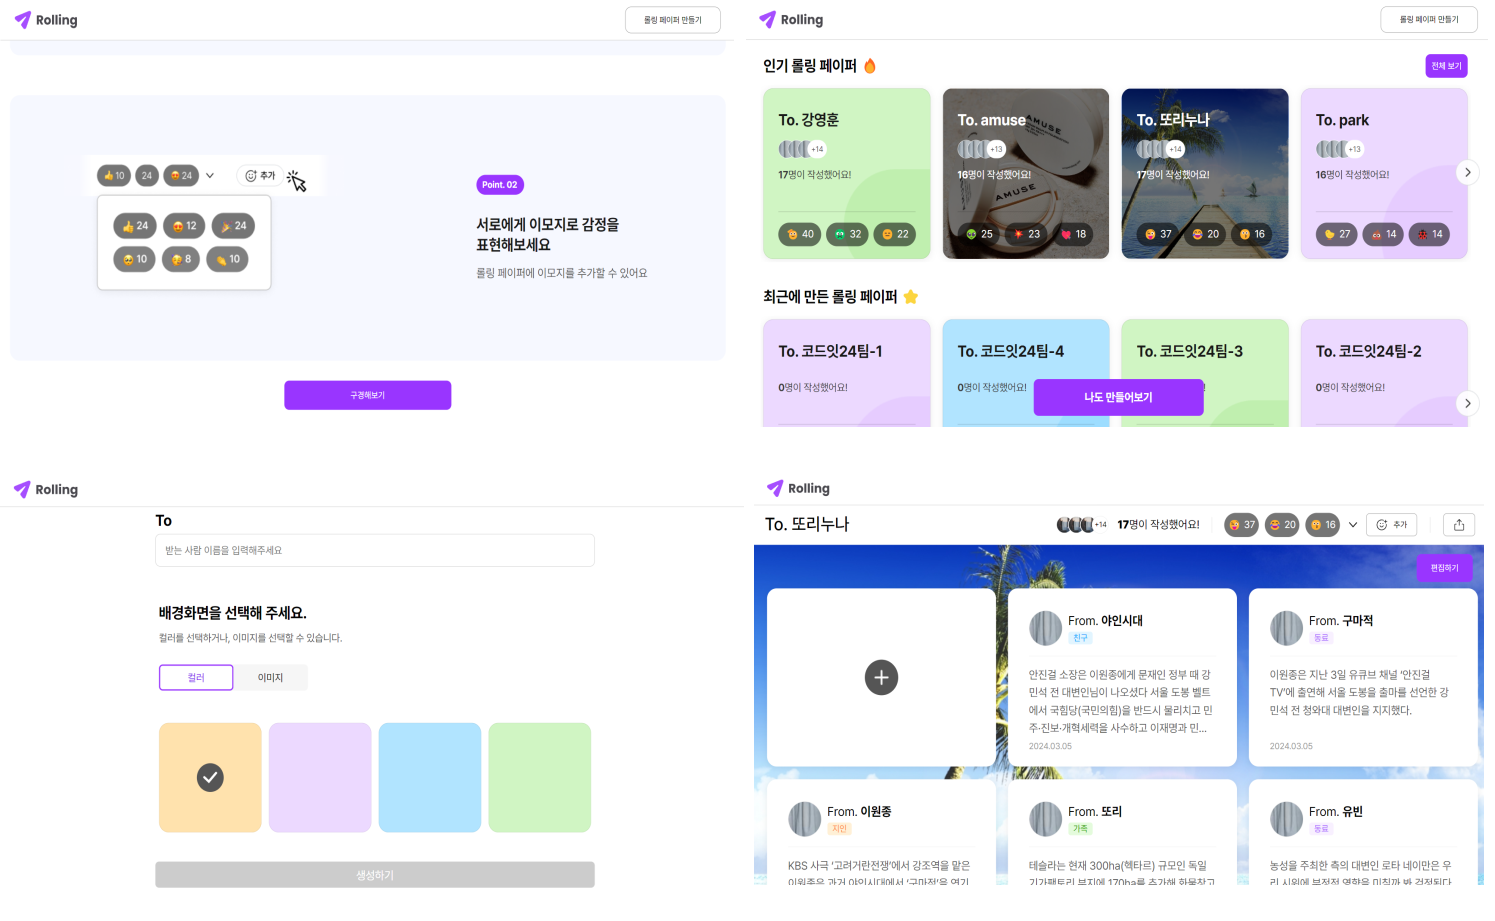 Rolling
롤링 페이퍼 만들기
👍10
24
😍24
추가
👍24
😍12
🎉24
🥺10
🥰8
👏10
Point. 02
서로에게 이모지로 감정을
표현해보세요
롤링 페이퍼에 이모지를 추가할 수 있어요
구경해보기
Rolling
롤링 페이퍼 만들기
인기 롤링 페이퍼 🔥
전체 보기
To. 강영훈
+14
17명이 작성했어요!
40
32
22
To. amuse
+13
16명이 작성했어요!
25
23
18
AMUSE
AMUSE
To. 또리누나
+14
17명이 작성했어요!
37
20
16
To. park
+13
16명이 작성했어요!
27
14
14
최근에 만든 롤링 페이퍼 ⭐
To. 코드잇24팀-1
0명이 작성했어요!
To. 코드잇24팀-4
0명이 작성했어요!
To. 코드잇24팀-3
To. 코드잇24팀-2
0명이 작성했어요!
나도 만들어보기
Rolling
To
받는 사람 이름을 입력해주세요
배경화면을 선택해 주세요.
컬러를 선택하거나, 이미지를 선택할 수 있습니다.
컬러
이미지
생성하기
Rolling
To. 또리누나
+14
17명이 작성했어요!
37
20
16
추가
편집하기
From. 야인시대
친구
안진걸 소장은 이원종에게 문재인 정부 때 강
민석 전 대변인님이 나오셨다 서울 도봉 벨트
에서 국힘당(국민의힘)을 반드시 물리치고 민
주·진보·개혁세력을 사수하고 이재명과 민...
2024.03.05
From. 구마적
동료
이원종은 지난 3일 유큐브 채널 '안진걸
TV'에 출연해 서울 도봉을 출마를 선언한 강
민석 전 청와대 대변인을 지지했다.
2024.03.05
From. 이원종
지인
KBS 사극 '고려거란전쟁'에서 강조역을 맡은
이원종은 과거 야인시대에서 '구마적'을 연기
From. 또리
가족
테슬라는 현재 300ha(헥타르) 규모인 독일
기가팩토리 부지에 170ha를 추가해 화물창고
From. 유빈
동료
농성을 주최한 측의 대변인 로타 네이만은 우
리 시위에 부정적 영향을 미칠까 봐 걱정된다